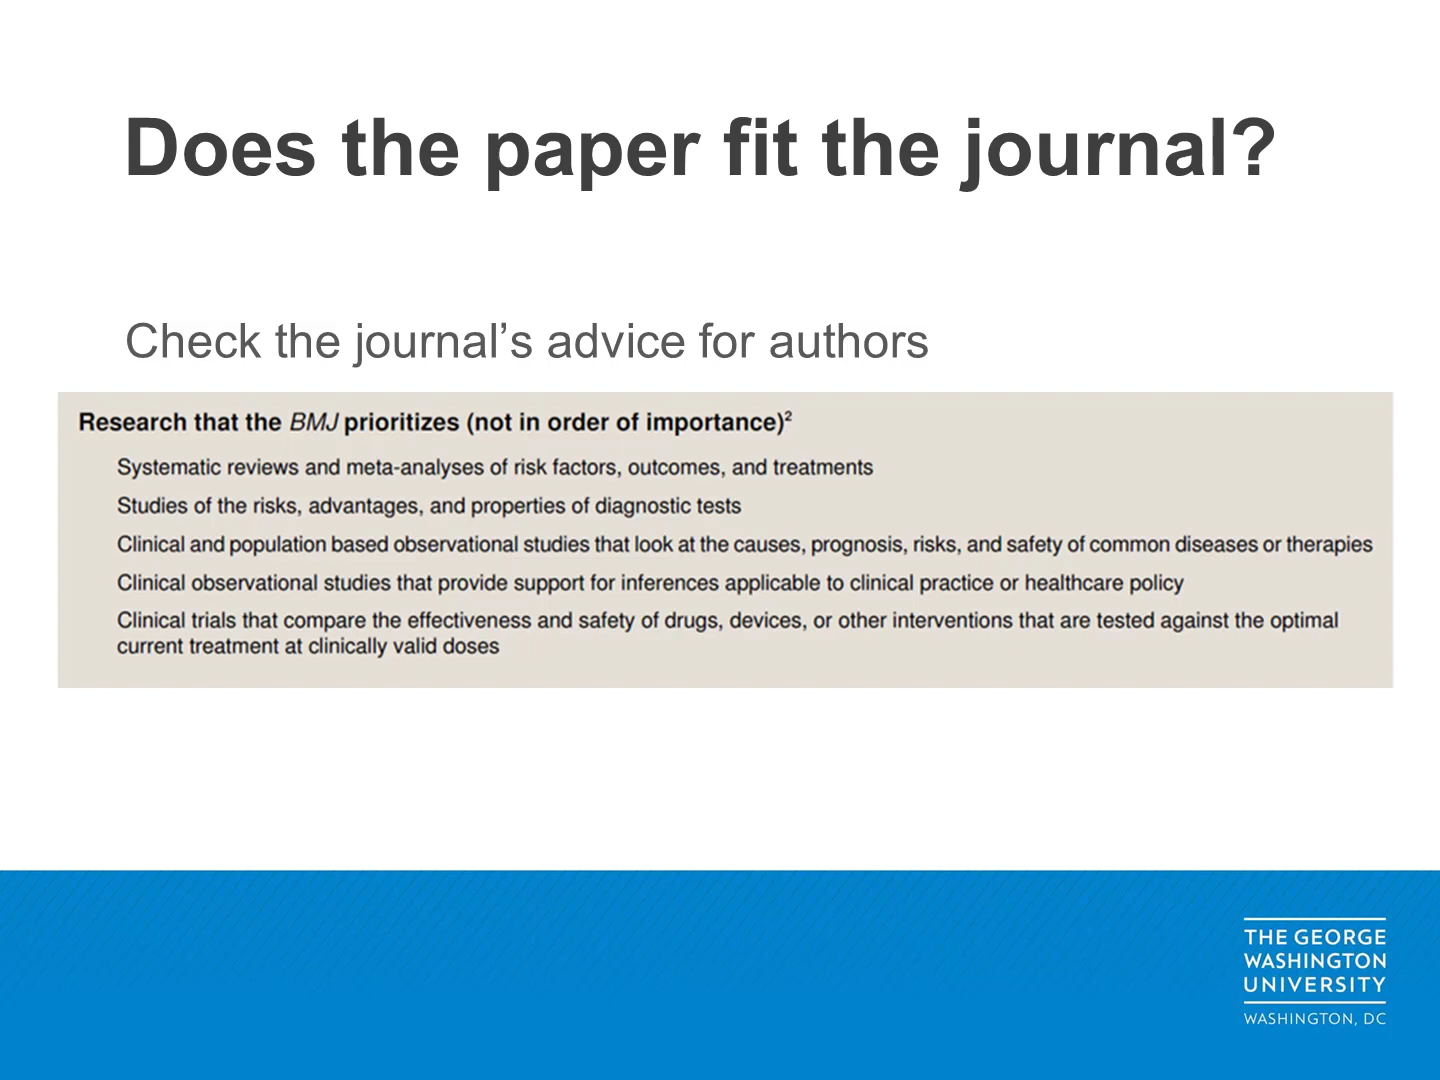 Does the paper fit the journal?
Check the journal’s advice for authors
Research that the BMJ prioritizes (not in order of importance)2
Systematic reviews and meta-analyses of risk factors, outcomes, and treatments
Studies of the risks, advantages, and properties of diagnostic tests
Clinical and population based observational studies that look at the causes, prognosis, risks, and safety of common diseases or therapies
Clinical observational studies that provide support for inferences applicable to clinical practice or healthcare policy
Clinical trials that compare the effectiveness and safety of drugs, devices, or other interventions that are tested against the optimal
current treatment at clinically valid doses
THE GEORGE
WASHINGTON
UNIVERSITY
WASHINGTON, DC